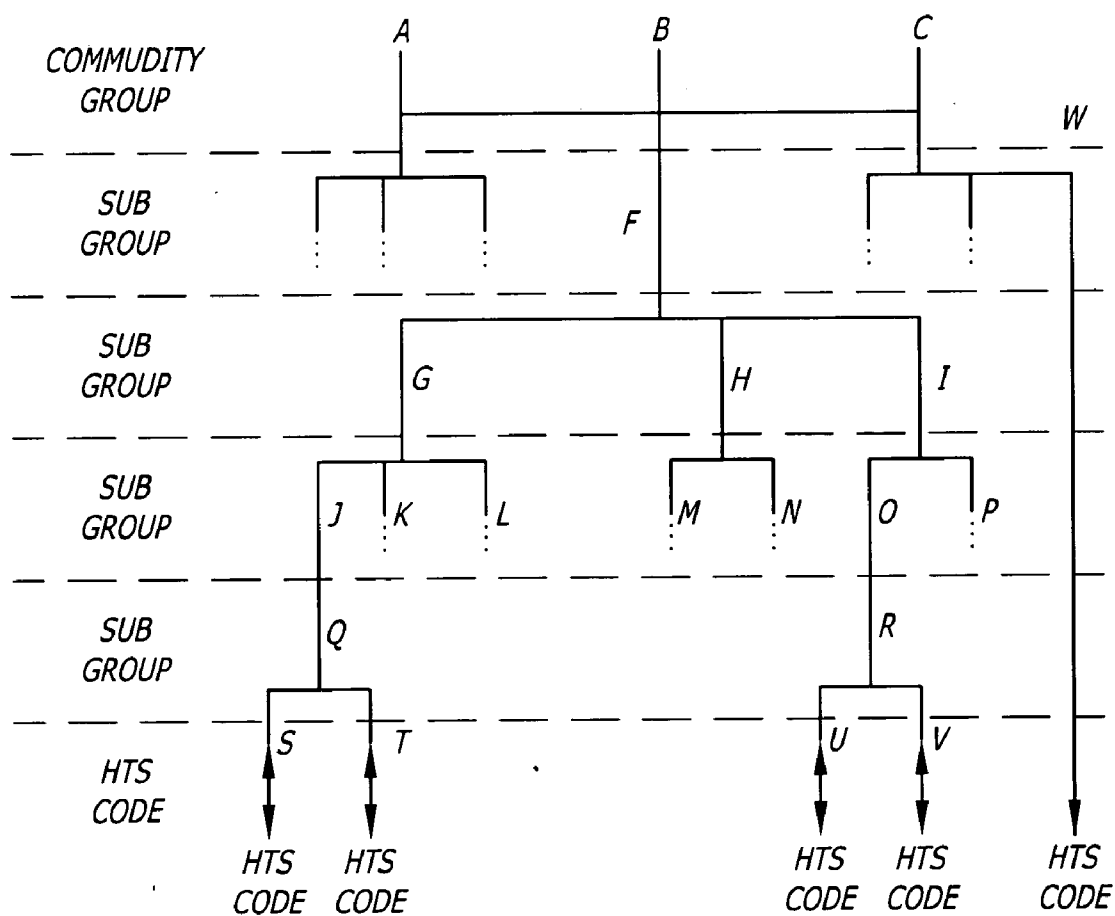 A B C
COMMUDITY
GROUP
W
SUB
GROUP
F
SUB
GROUP
G H I
SUB
GROUP
J K L M N O P
SUB
GROUP
Q R
S T U V
HTS
CODE
HTS HTS HTS HTS HTS
CODE CODE CODE CODE CODE